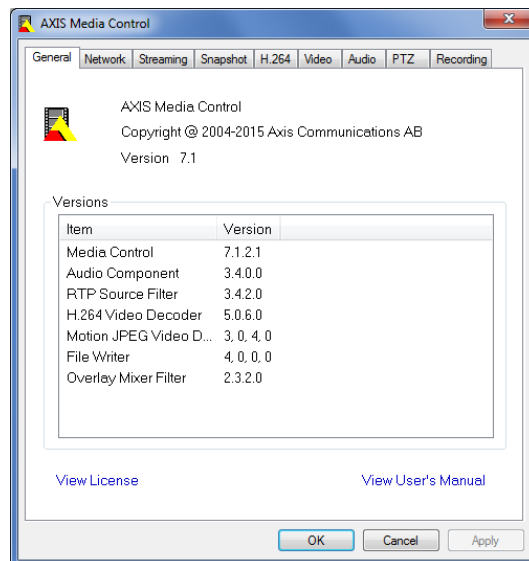 AXIS Media Control
General Network Streaming Snapshot H.264 Video Audio PTZ Recording
AXIS Media Control
Copyright @ 2004-2015 Axis Communications AB
Version 7.1
Versions
Item Version
Media Control 7.1.2.1
Audio Component 3.4.0.0
RTP Source Filter 3.4.2.0
H.264 Video Decoder 5.0.6.0
Motion JPEG Video D... 3, 0, 4, 0
File Writer 4, 0, 0, 0
Overlay Mixer Filter 2.3.2.0
View License View User's Manual
OK Cancel Apply